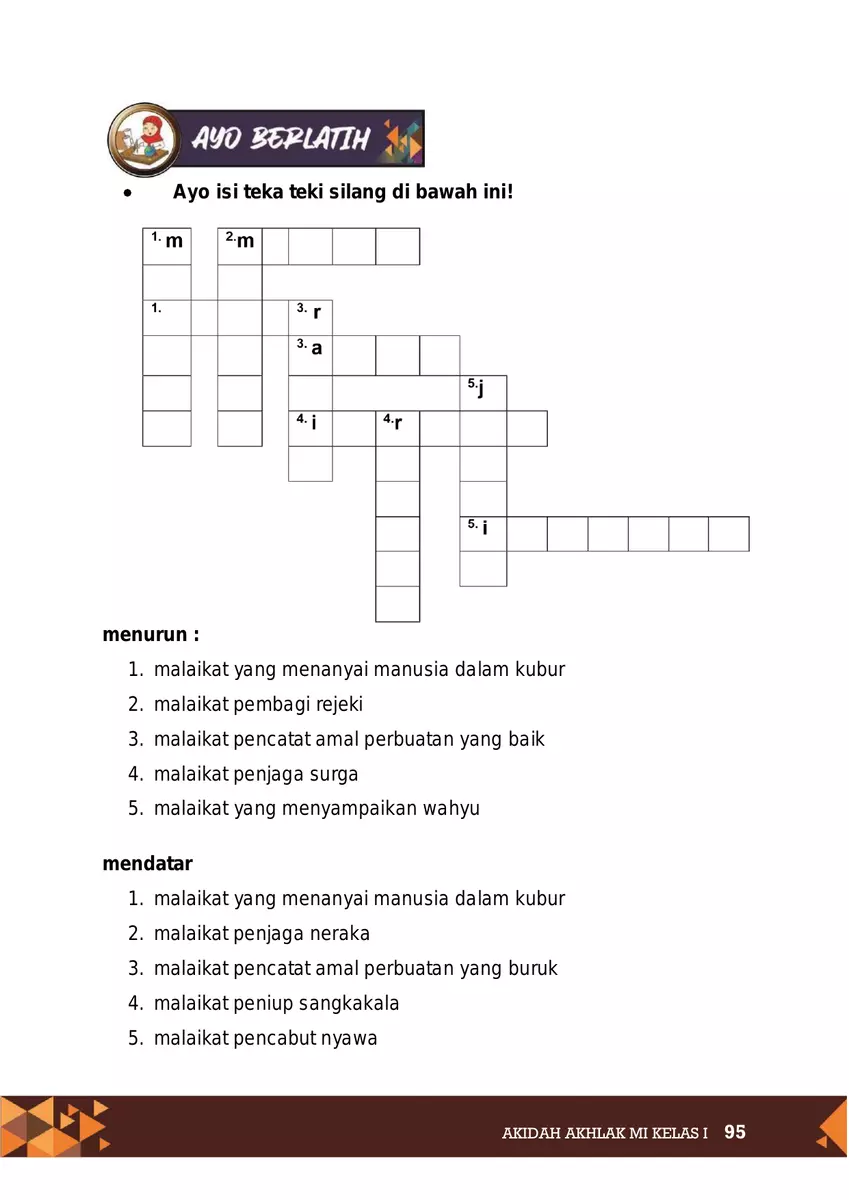 AYO BERLATIH
• Ayo isi teka teki silang di bawah ini!
1. m 2. m
1. 3. r
3. a
5. j
4. i 4. r
5. i
menurun :
1. malaikat yang menanyai manusia dalam kubur
2. malaikat pembagi rejeki
3. malaikat pencatat amal perbuatan yang baik
4. malaikat penjaga surga
5. malaikat yang menyampaikan wahyu
mendatar
1. malaikat yang menanyai manusia dalam kubur
2. malaikat penjaga neraka
3. malaikat pencatat amal perbuatan yang buruk
4. malaikat peniup sangkakala
5. malaikat pencabut nyawa
AKIDAH AKHLAK MI KELAS I 95